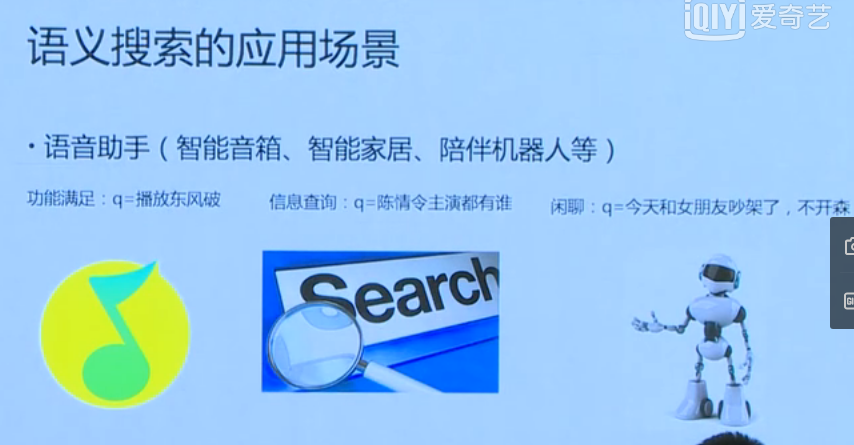 iQIYI 爱奇艺
语义搜索的应用场景
• 语音助手（智能音箱、智能家居、陪伴机器人等）
功能满足：q=播放东风破
信息查询：q=陈情令主演都有谁
闲聊：q=今天和女朋友吵架了，不开森
Search